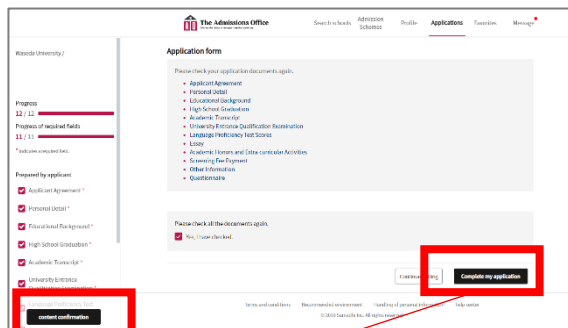 The Admissions Office
Search schools
Admission
Schemes
Profile
Applications
Favorites
Message
Waseda University /
Application form
Please check your application documents again.
• Applicant Agreement
• Personal Detail
• Educational Background
• High School Graduation
• Academic Transcript
• University Entrance Qualification Examination
• Language Proficiency Test Scores
• Essay
• Academic Honors and Extra-curricular Activities
• Screening Fee Payment
• Other Information
• Questionnaire
Progress
12 / 12
Progress of required fields
11 / 11
* indicates a required field.
Prepared by applicant
Applicant Agreement *
Personal Detail *
Educational Background *
High School Graduation *
Academic Transcript *
University Entrance
Language Proficiency Test
content confirmation
Please check all the documents again.
Yes, I have checked.
Complete my application
Terms and conditions
Recommended environment
Handling of personal information
Help center